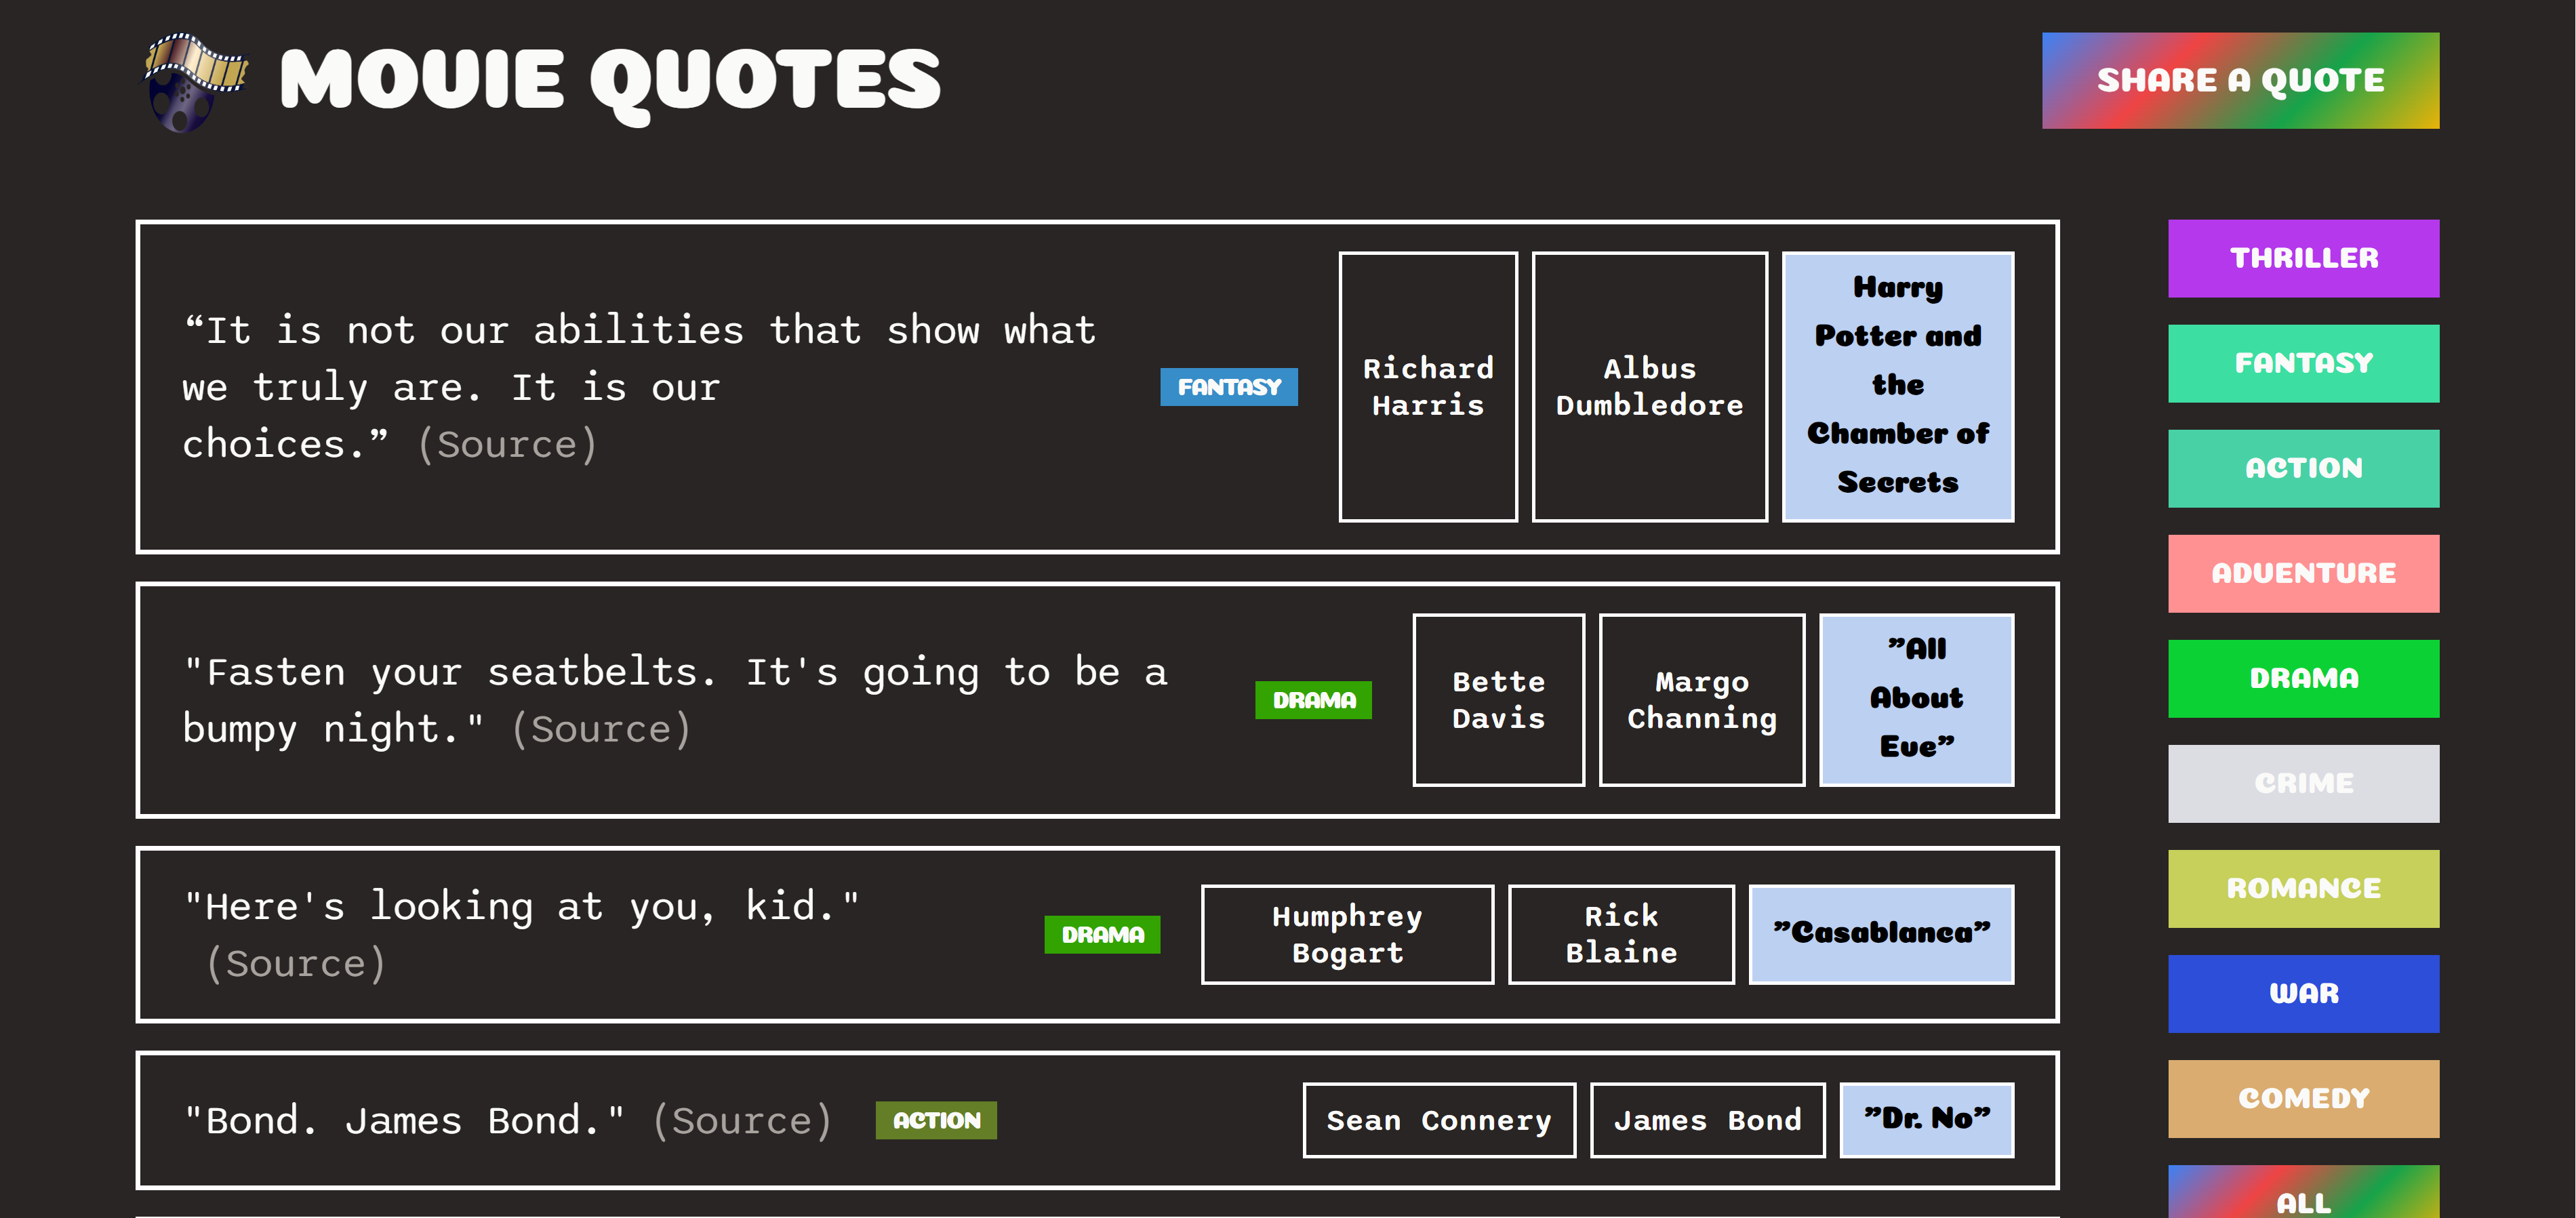 MOVIE QUOTES
SHARE A QUOTE
“It is not our abilities that show what
we truly are. It is our
choices.” (Source)
FANTASY
Richard
Harris
Albus
Dumbledore
Harry
Potter and
the
Chamber of
Secrets
"Fasten your seatbelts. It's going to be a
bumpy night." (Source)
DRAMA
Bette
Davis
Margo
Channing
”All
About
Eve”
"Here's looking at you, kid."
(Source)
DRAMA
Humphrey
Bogart
Rick
Blaine
”Casablanca”
"Bond. James Bond." (Source)
ACTION
Sean Connery
James Bond
”Dr. No”
THRILLER
FANTASY
ACTION
ADVENTURE
DRAMA
CRIME
ROMANCE
WAR
COMEDY
ALL